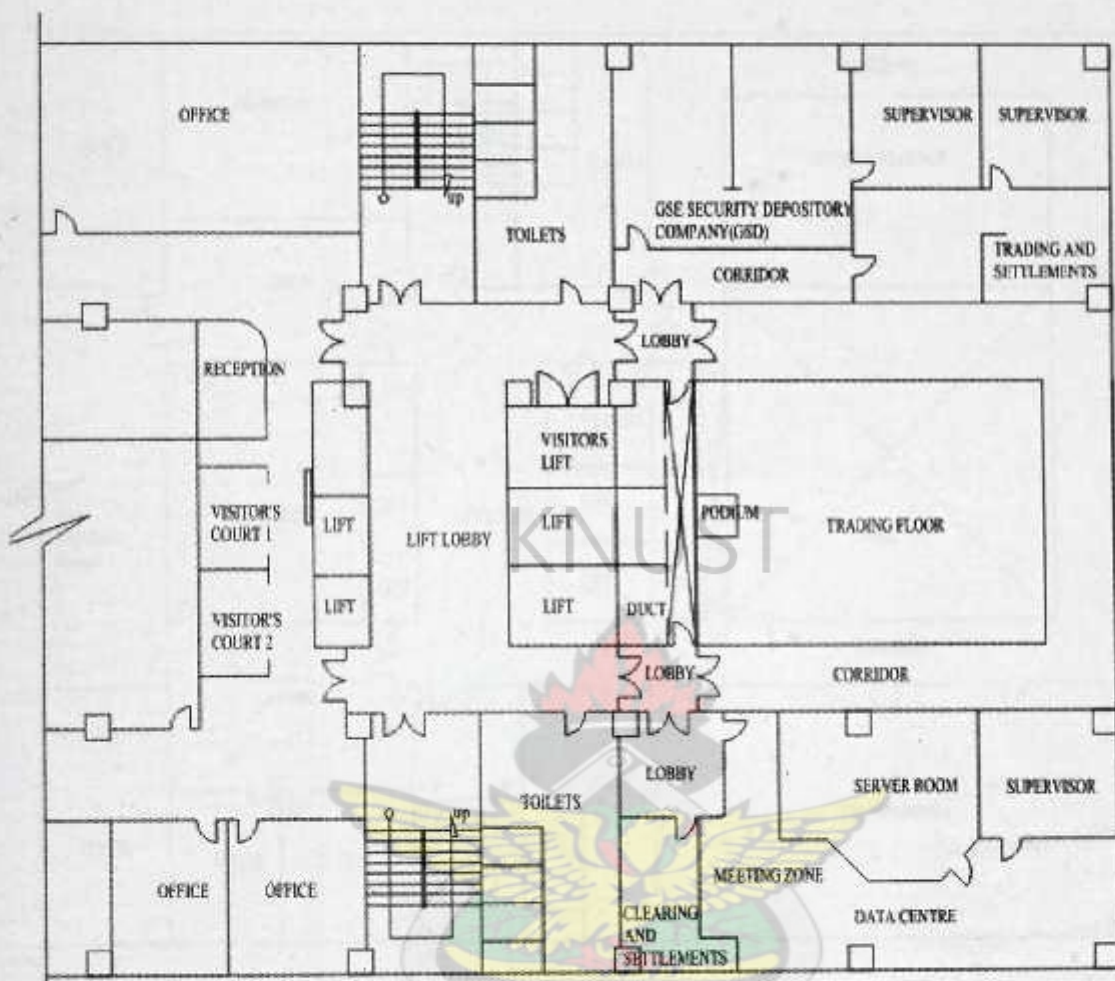 OFFICE
SUPERVISOR
SUPERVISOR
up
TOILETS
GSE SECURITY DEPOSITORY
COMPANY(GSD)
CORRIDOR
TRADING AND
SETTLEMENTS
LOBBY
RECEPTION
VISITORS
LIFT
VISITOR'S
COURT 1
LIFT
LIFT LOBBY
LIFT
PODIUM
TRADING FLOOR
KNUST
VISITOR'S
COURT 2
LIFT
LIFT
DUCT
LOBBY
CORRIDOR
LOBBY
SERVER ROOM
SUPERVISOR
TOILETS
up
OFFICE
OFFICE
MEETING ZONE
CLEARING
AND
SETTLEMENTS
DATA CENTRE